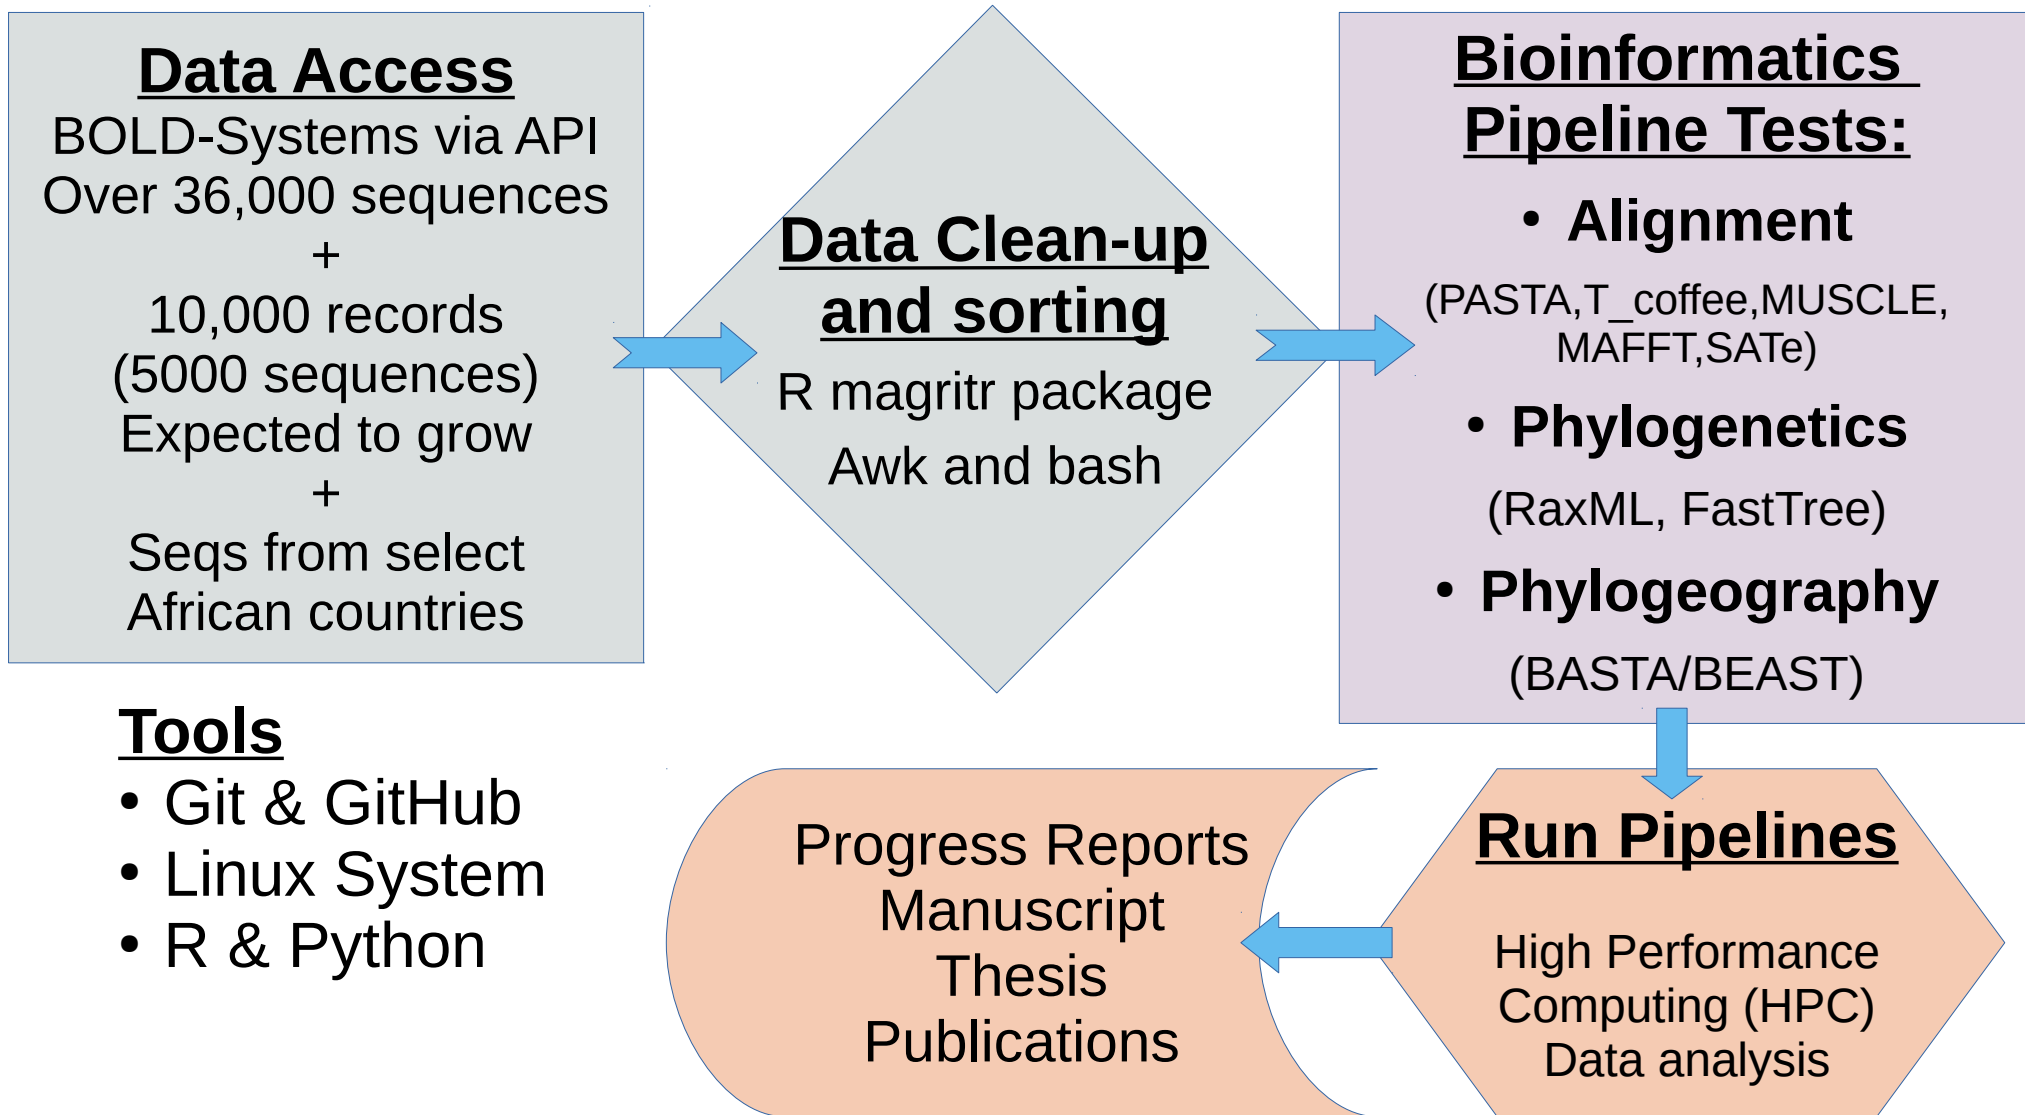 Data Access
BOLD-Systems via API
Over 36,000 sequences
+
10,000 records
(5000 sequences)
Expected to grow
+
Seqs from select
African countries
Data Clean-up
and sorting
R magritr package
Awk and bash
Bioinformatics
Pipeline Tests:
• Alignment
(PASTA,T_coffee,MUSCLE,
MAFFT,SATe)
• Phylogenetics
(RaxML, FastTree)
• Phylogeography
(BASTA/BEAST)
Tools
• Git & GitHub
• Linux System
• R & Python
Progress Reports
Manuscript
Thesis
Publications
Run Pipelines
High Performance
Computing (HPC)
Data analysis